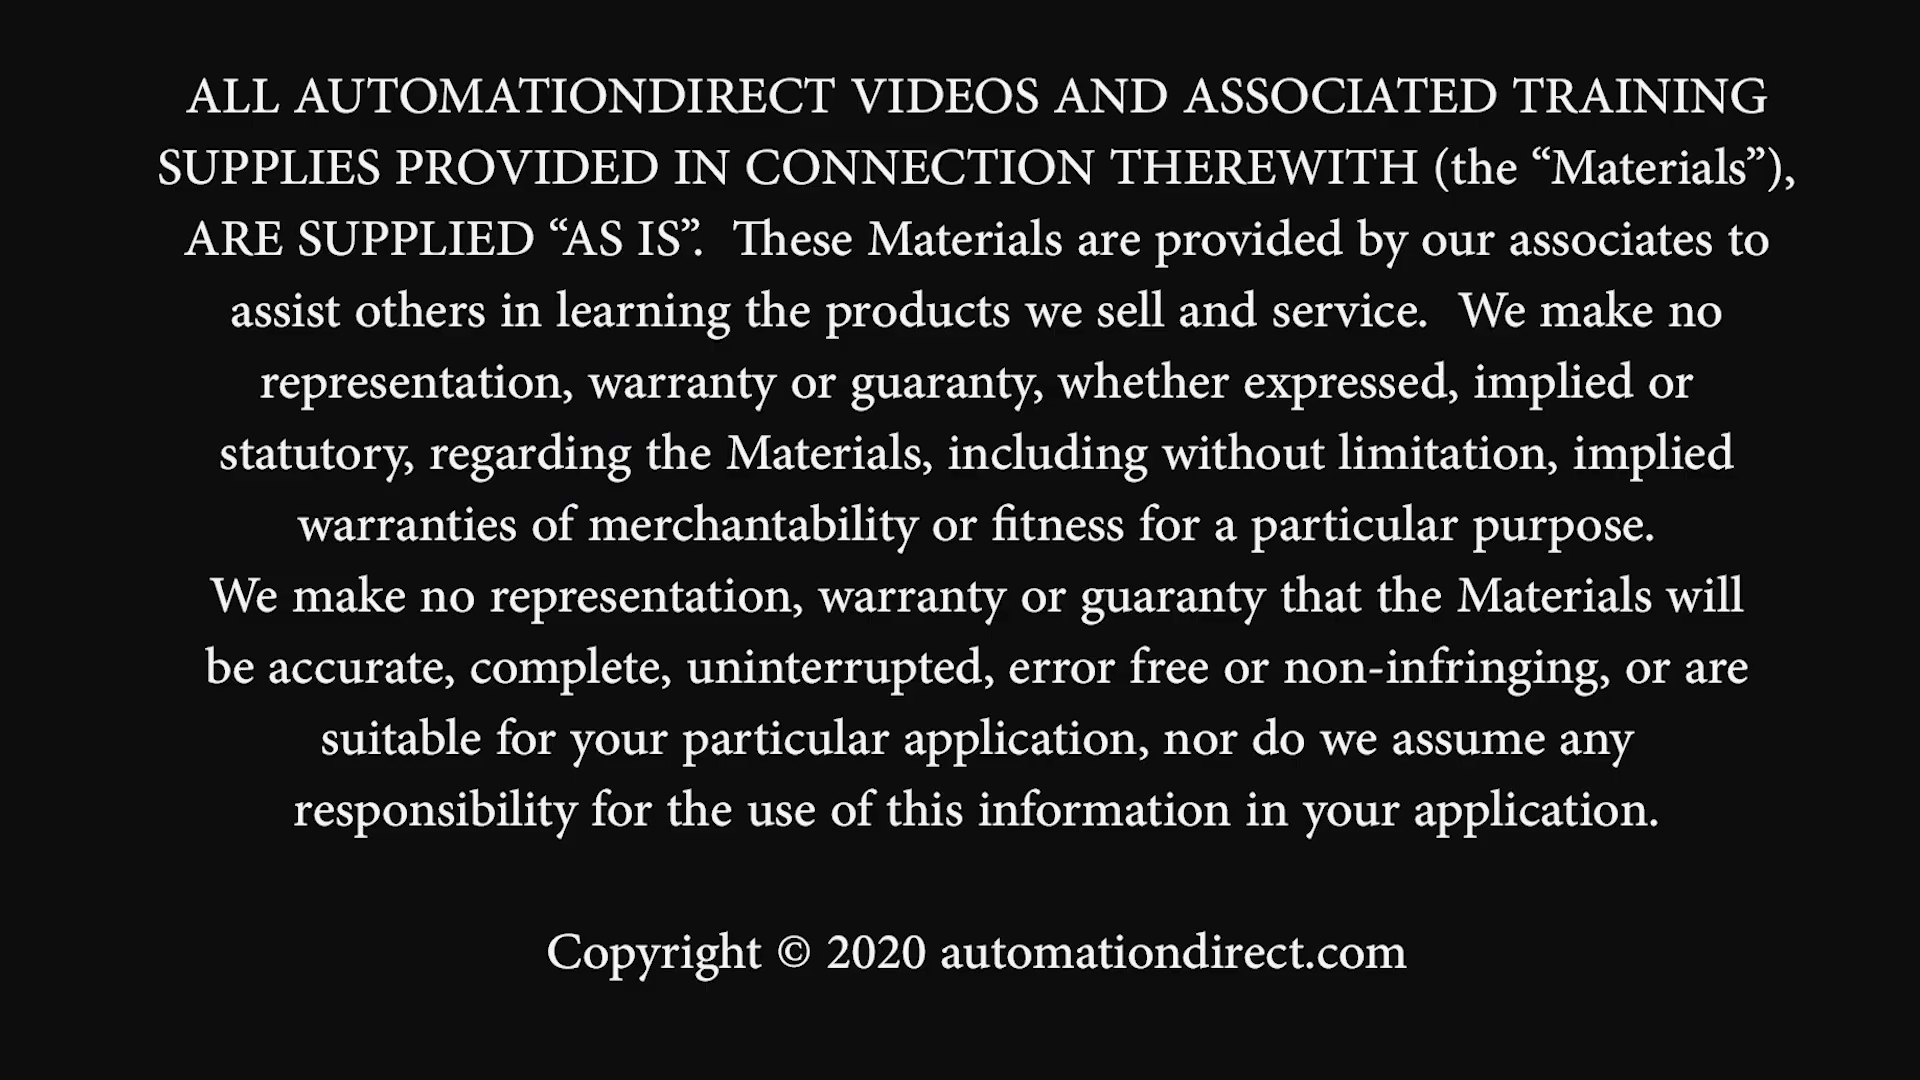 ALL AUTOMATIONDIRECT VIDEOS AND ASSOCIATED TRAINING
SUPPLIES PROVIDED IN CONNECTION THEREWITH (the “Materials”),
ARE SUPPLIED “AS IS”.  These Materials are provided by our associates to
assist others in learning the products we sell and service.  We make no
representation, warranty or guaranty, whether expressed, implied or
statutory, regarding the Materials, including without limitation, implied
warranties of merchantability or fitness for a particular purpose.
We make no representation, warranty or guaranty that the Materials will
be accurate, complete, uninterrupted, error free or non-infringing, or are
suitable for your particular application, nor do we assume any
responsibility for the use of this information in your application.
Copyright © 2020 automationdirect.com